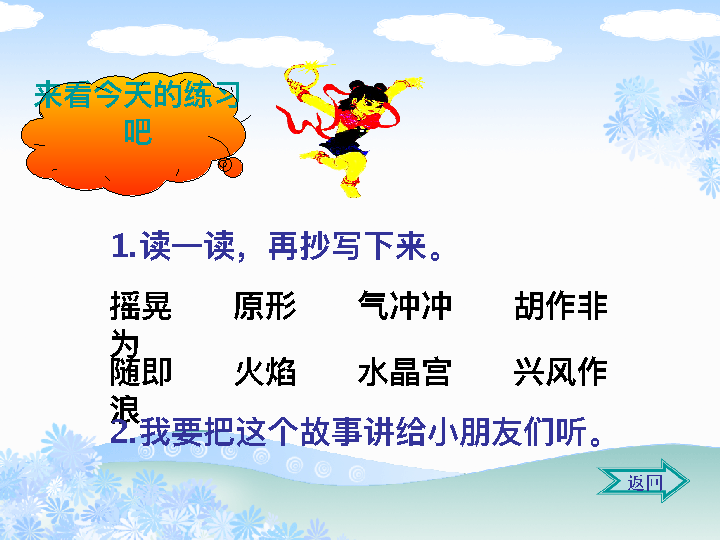 来看今天的练习
吧
1.读一读，再抄写下来。
摇晃 原形 气冲冲 胡作非
为
随即 火焰 水晶宫 兴风作
浪
2.我要把这个故事讲给小朋友们听。
返回